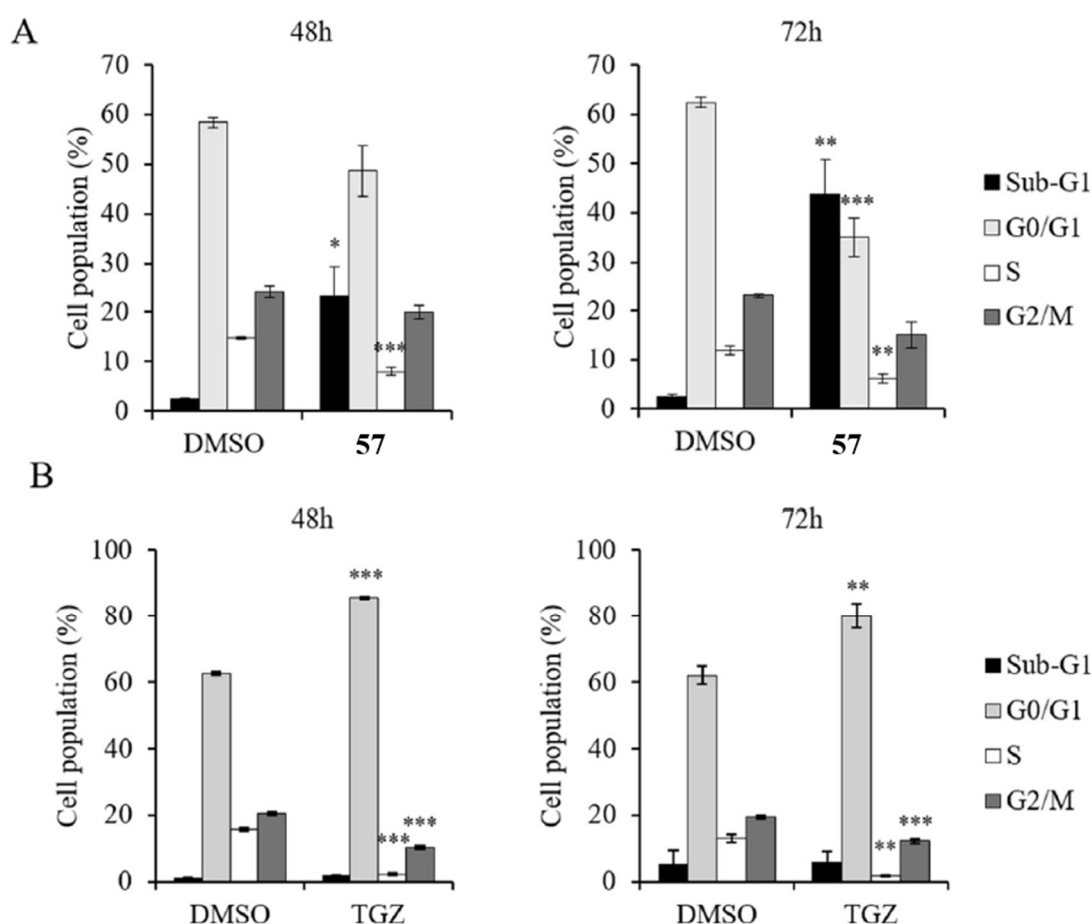 A
48h
72h
Cell population (%)
70
60
50
40
30
20
10
0
*
***
DMSO
57
Cell population (%)
70
60
50
40
30
20
10
0
**
***
**
DMSO
57
Sub-G1
G0/G1
S
G2/M
B
48h
72h
Cell population (%)
100
80
60
40
20
0
***
***
***
DMSO
TGZ
Cell population (%)
100
80
60
40
20
0
**
**
***
DMSO
TGZ
Sub-G1
G0/G1
S
G2/M